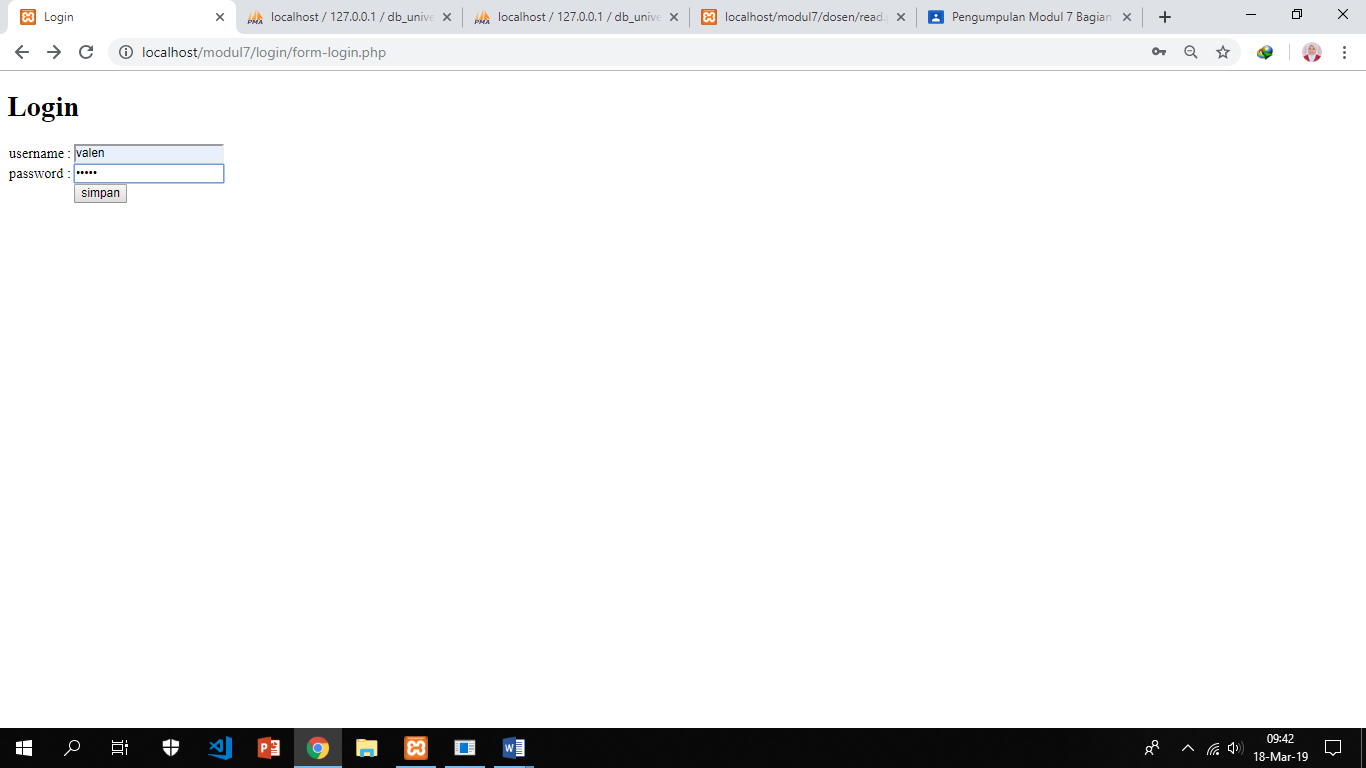 Login
localhost / 127.0.0.1 / db_unive
localhost / 127.0.0.1 / db_unive
localhost/modul7/dosen/read.p
Pengumpulan Modul 7 Bagian
localhost/modul7/login/form-login.php
Login
username : valen
password : •••••
simpan
09:42
18-Mar-19